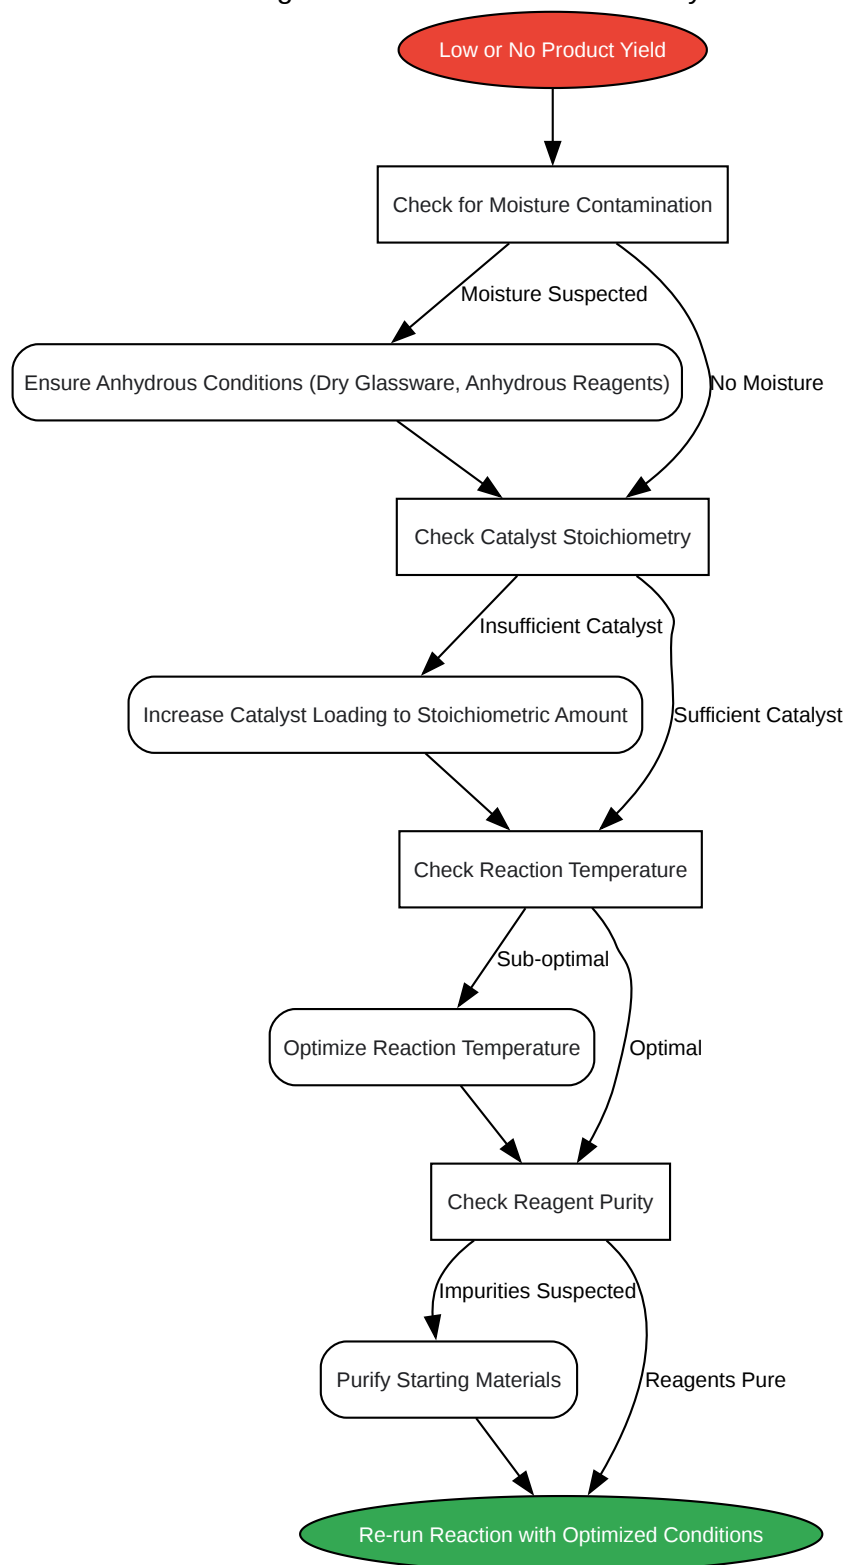 Low or No Product Yield
Check for Moisture Contamination
Moisture Suspected
Ensure Anhydrous Conditions (Dry Glassware, Anhydrous Reagents)
No Moisture
Check Catalyst Stoichiometry
Insufficient Catalyst
Increase Catalyst Loading to Stoichiometric Amount
Sufficient Catalyst
Check Reaction Temperature
Sub-optimal
Optimize Reaction Temperature
Optimal
Check Reagent Purity
Impurities Suspected
Purify Starting Materials
Reagents Pure
Re-run Reaction with Optimized Conditions